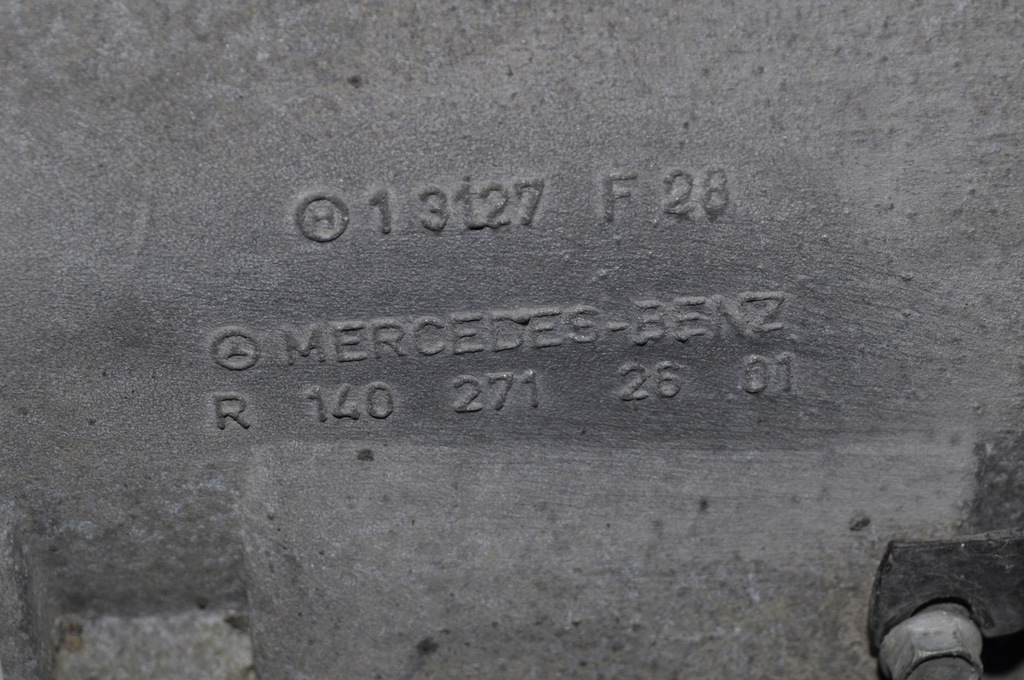 H 1 3127 F 28
MERCEDES-BENZ
R 140 271 26 01